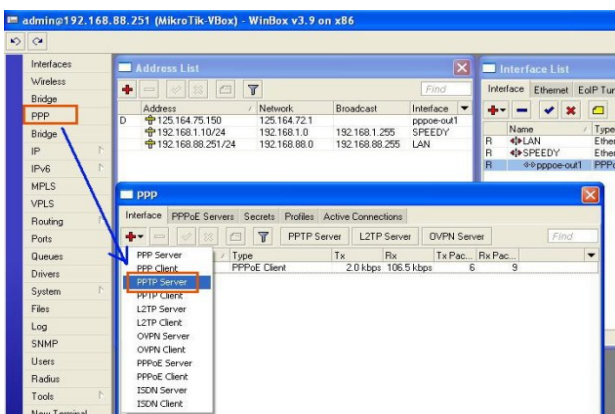 admin@192.168.88.251 (MikroTik-VBox) - WinBox v3.9 on x86
Interfaces
Wireless
Bridge
PPP
Bridge
IP
IPv6
MPLS
VPLS
Routing
Ports
Queues
Drivers
System
Files
Log
SNMP
Users
Radius
Tools
New Terminal
Address List
Find
Address / Network Broadcast Interface
D 125.164.75.150 125.164.72.1 pppoe-out1
192.168.1.10/24 192.168.1.0 192.168.1.255 SPEEDY
192.168.88.251/24 192.168.88.0 192.168.88.255 LAN
Interface List
Interface Ethernet EoIP Tun
Name / Type
R LAN Ether
R SPEEDY Ether
R pppoe-out1 PPPo
PPP
Interface PPPoE Servers Secrets Profiles Active Connections
PPTP Server L2TP Server OVPN Server Find
/ Type Tx Rx Tx Pac... Rx Pac...
PPPoE Client 2.0 kbps 106.5 kbps 6 9
PPP Server
PPP Client
PPTP Server
PPTP Client
L2TP Server
L2TP Client
OVPN Server
OVPN Client
PPPoE Server
PPPoE Client
ISDN Server
ISDN Client